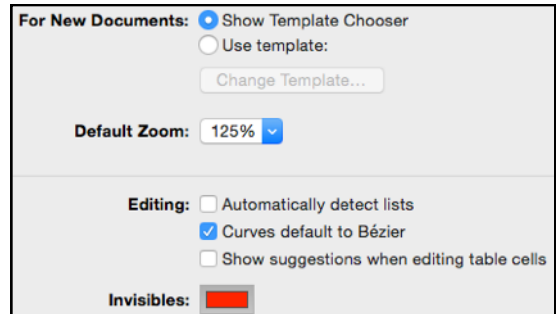 For New Documents: Show Template Chooser
Use template:
Change Template...
Default Zoom: 125%
Editing: Automatically detect lists
Curves default to Bézier
Show suggestions when editing table cells
Invisibles: